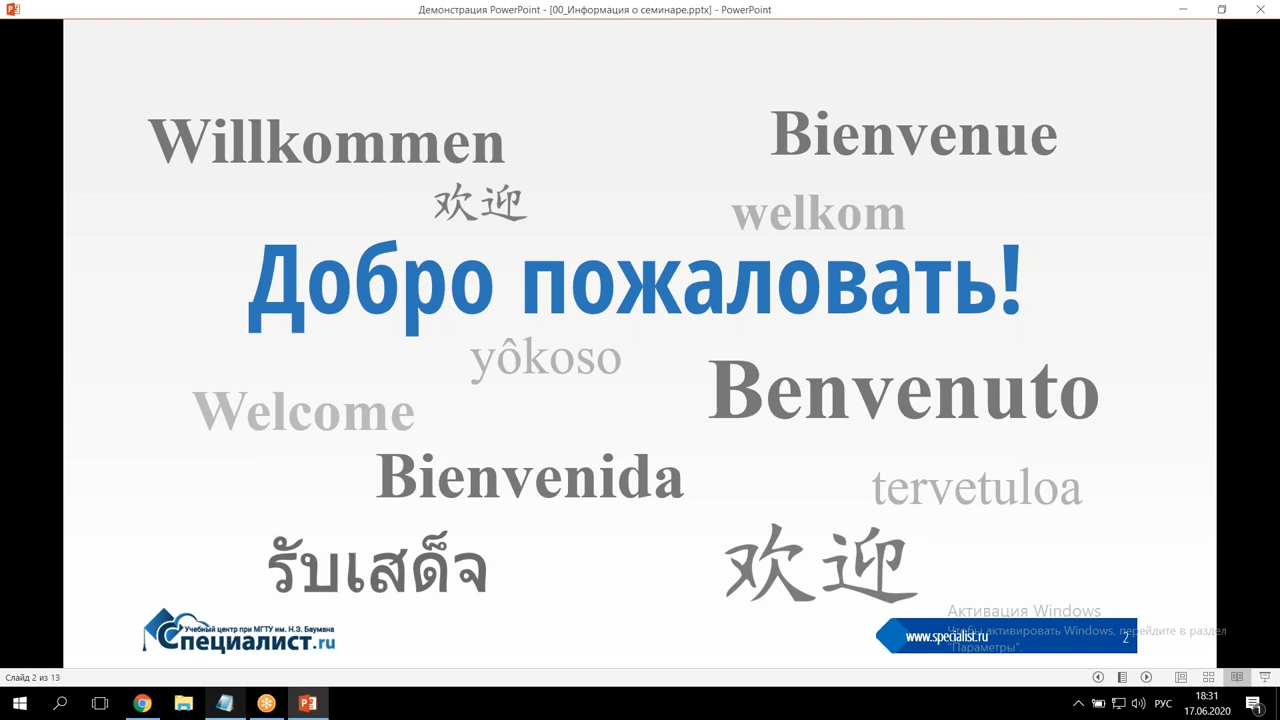 Демонстрация PowerPoint - [00_Информация о семинаре.pptx] - PowerPoint
Willkommen
Bienvenue
欢迎
welkom
Добро пожаловать!
yôkoso
Benvenuto
Welcome
Bienvenida
tervetuloa
รับเสด็จ
欢迎
Учебный центр при МГТУ им. Н.Э. Баумана
Специалист.ru
www.specialist.ru
2
Активация Windows
Чтобы активировать Windows, перейдите в раздел
"Параметры".
Слайд 2 из 13
РУС
18:31
17.06.2020
1